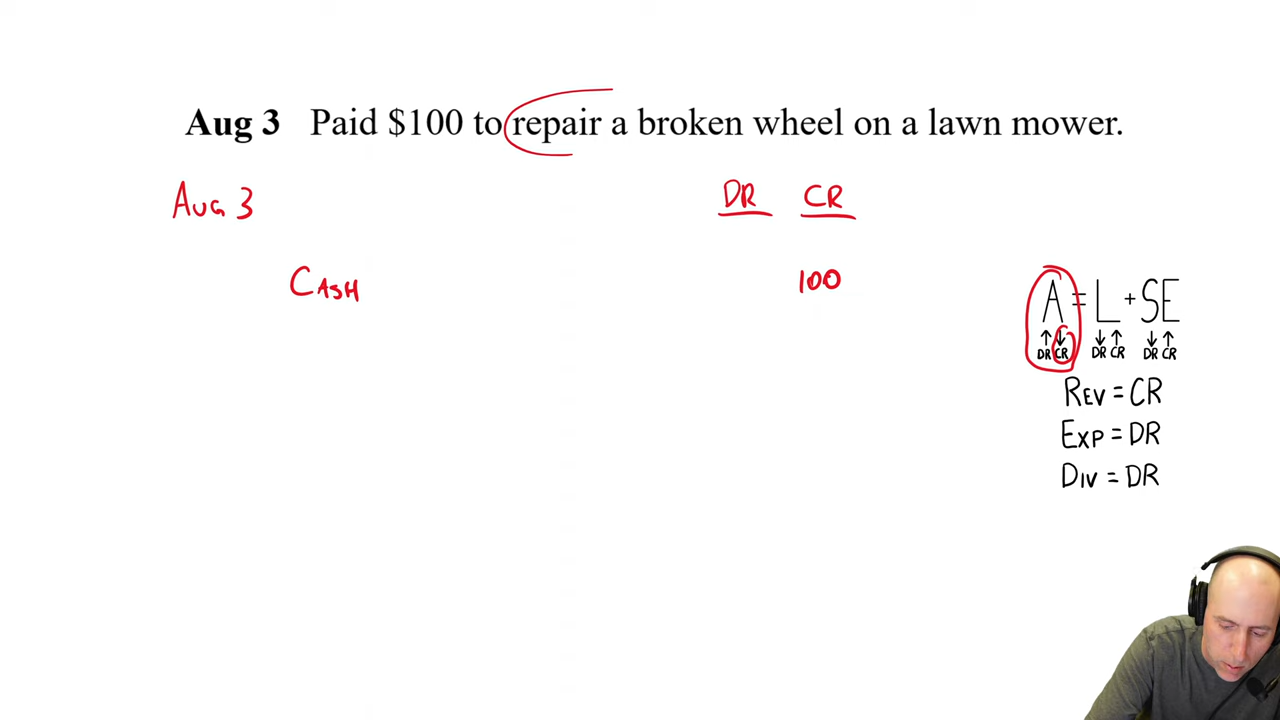 Aug 3 Paid $100 to repair a broken wheel on a lawn mower.
Aug 3 DR CR
CASH 100
A = L + SE
↑ ↓ ↓ ↑ ↓ ↑
DR CR DR CR DR CR
REV = CR
EXP = DR
DIV = DR